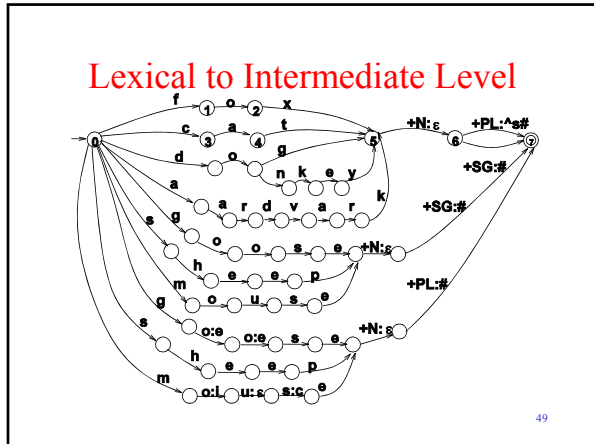 Lexical to Intermediate Level
f o x
c a t
d o g
n k e y
a a r d v a r k
g o o s e +N:ε
s h e e p
m o u s e
g o:e o:e s e +N:ε
s h e e p
m o:i u:ε s:c e
0 1 2 3 4 5 +N:ε 6 +PL:^s# 7
+SG:#
+SG:#
+PL:#
49